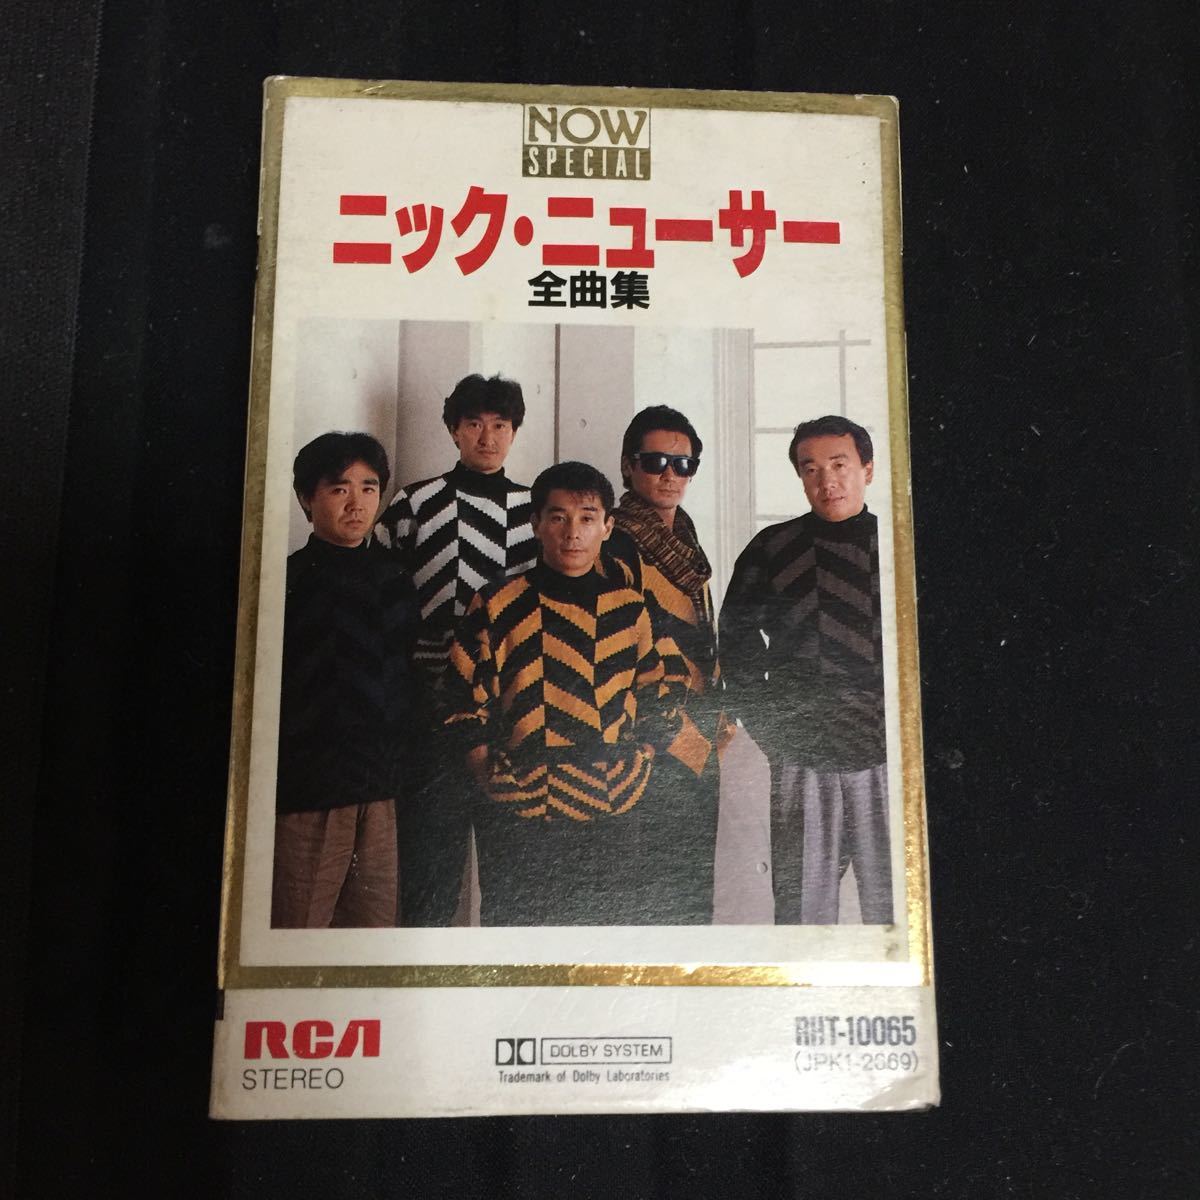 NOW
SPECIAL
ニック・ニューサー
全曲集
RCA
STEREO
DOLBY SYSTEM
Trademark of Dolby Laboratories
RHT-10065
(JPK1-2669)